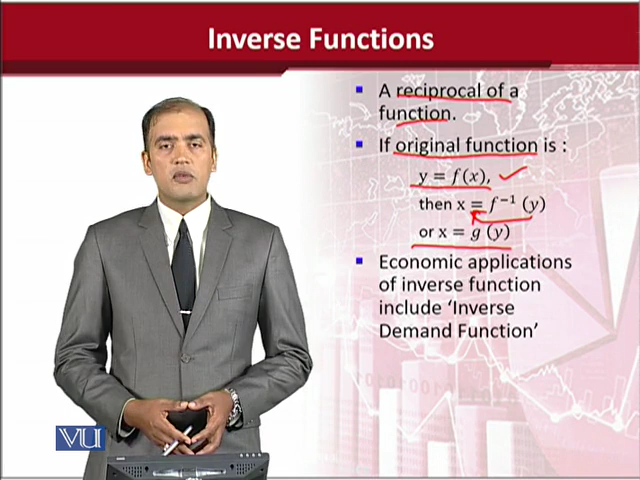 Inverse Functions
A reciprocal of a
function.
If original function is :
y = f(x),
then x = f⁻¹ (y)
or x = g (y)
Economic applications
of inverse function
include ‘Inverse
Demand Function’
VU